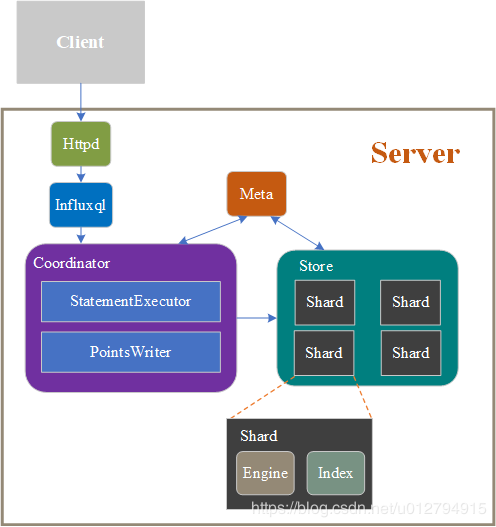 Client
Server
Httpd
Influxql
Meta
Coordinator
StatementExecutor
PointsWriter
Store
Shard
Shard
Shard
Shard
Shard
Engine
Index
https://blog.csdn.net/u012794915